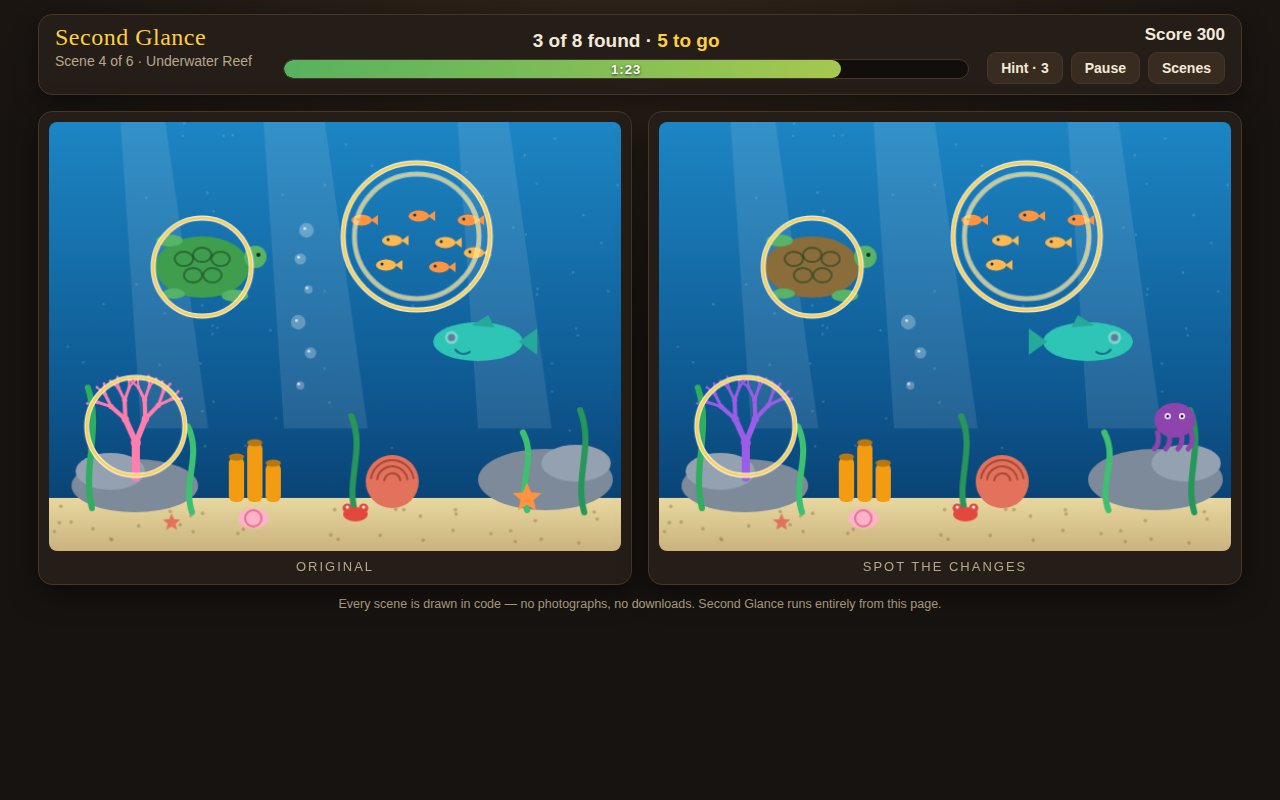 Second Glance
Scene 4 of 6 · Underwater Reef
3 of 8 found · 5 to go
1:23
Score 300
Hint · 3
Pause
Scenes
ORIGINAL
SPOT THE CHANGES
Every scene is drawn in code — no photographs, no downloads. Second Glance runs entirely from this page.